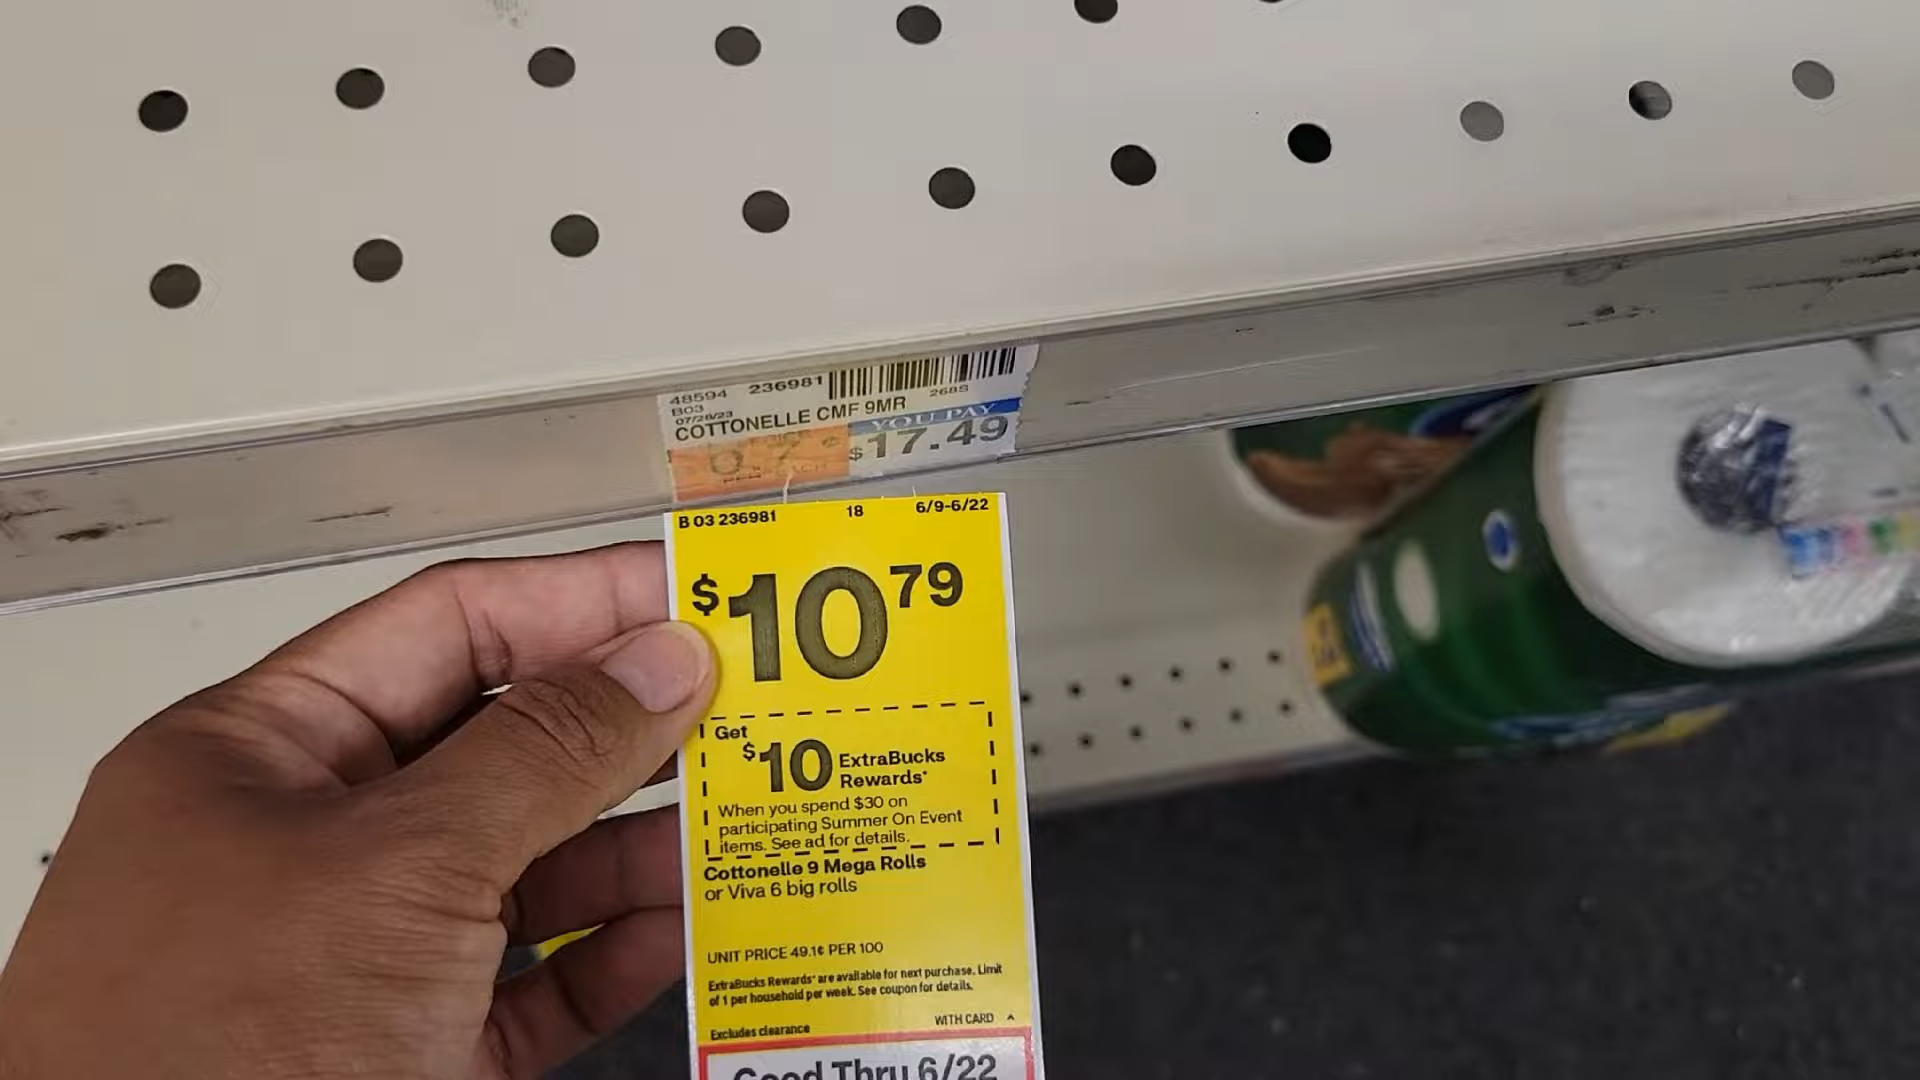 48594 236981
B03 268S
07/26/23
COTTONELLE CMF 9MR
YOU PAY
$17.49
B 03 236981 18 6/9-6/22
$10 79
Get
$10 ExtraBucks
Rewards*
When you spend $30 on
participating Summer On Event
items. See ad for details.
Cottonelle 9 Mega Rolls
or Viva 6 big rolls
UNIT PRICE 49.1¢ PER 100
ExtraBucks Rewards* are available for next purchase. Limit
of 1 per household per week. See coupon for details.
WITH CARD
Excludes clearance
Good Thru 6/22